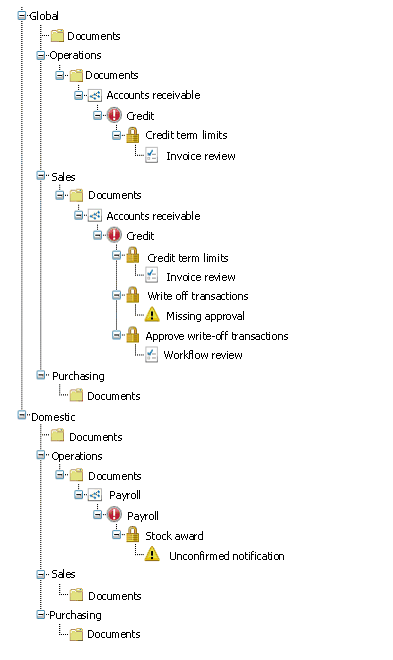 Global
Documents
Operations
Documents
Accounts receivable
Credit
Credit term limits
Invoice review
Sales
Documents
Accounts receivable
Credit
Credit term limits
Invoice review
Write off transactions
Missing approval
Approve write-off transactions
Workflow review
Purchasing
Documents
Domestic
Documents
Operations
Documents
Payroll
Payroll
Stock award
Unconfirmed notification
Sales
Documents
Purchasing
Documents